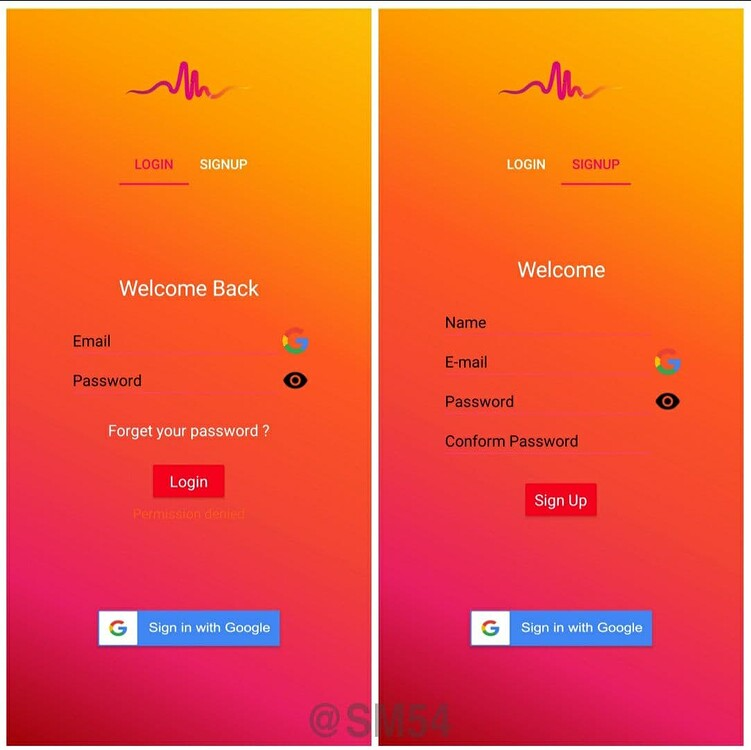 LOGIN SIGNUP
Welcome Back
Email
Password
Forget your password ?
Login
Permission denied
Sign in with Google
LOGIN SIGNUP
Welcome
Name
E-mail
Password
Conform Password
Sign Up
Sign in with Google
@SM54